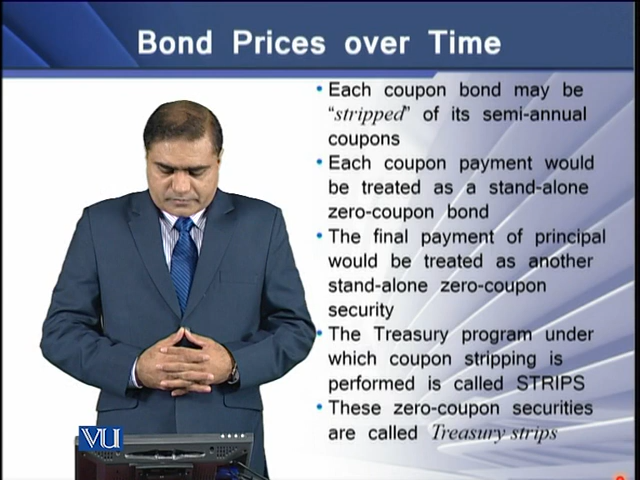 Bond Prices over Time
• Each coupon bond may be
“stripped” of its semi-annual
coupons
• Each coupon payment would
be treated as a stand-alone
zero-coupon bond
• The final payment of principal
would be treated as another
stand-alone zero-coupon
security
• The Treasury program under
which coupon stripping is
performed is called STRIPS
• These zero-coupon securities
are called Treasury strips
VU